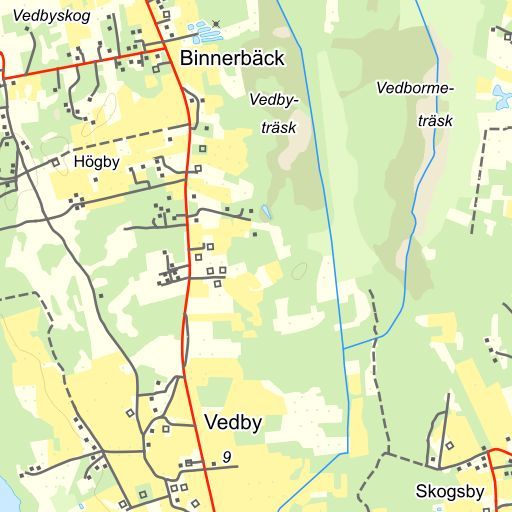 Vedbyskog
Binnerbäck
Vedby-
träsk
Vedborme-
träsk
Högby
Vedby
9
Skogsby